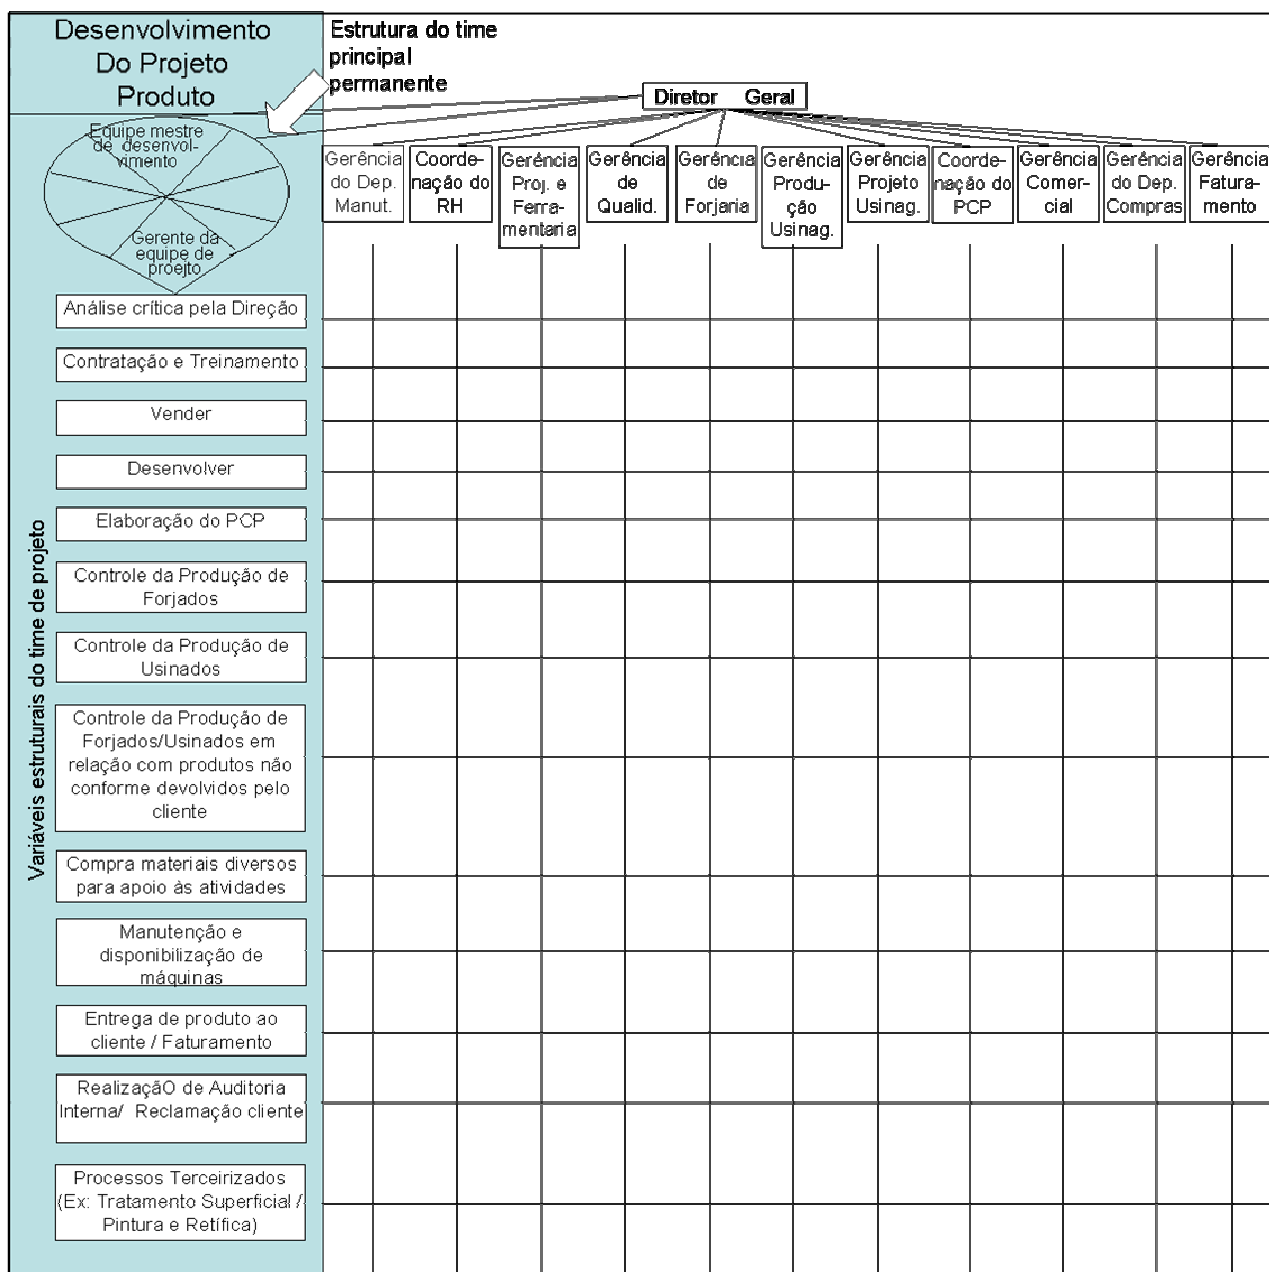 Desenvolvimento
Do Projeto
Produto
Estrutura do time
principal
permanente
Diretor Geral
Equipe mestre
de desenvol-
vimento
Gerente da
equipe de
proejto
Gerência
do Dep.
Manut.
Coorde-
nação do
RH
Gerência
Proj. e
Ferra-
mentaria
Gerência
de
Qualid.
Gerência
de
Forjaria
Gerência
Produ-
ção
Usinag.
Gerência
Projeto
Usinag.
Coorde-
nação do
PCP
Gerência
Comer-
cial
Gerência
do Dep.
Compras
Gerência
Fatura-
mento
Variáveis estruturais do time de projeto
Análise crítica pela Direção
Contratação e Treinamento
Vender
Desenvolver
Elaboração do PCP
Controle da Produção de
Forjados
Controle da Produção de
Usinados
Controle da Produção de
Forjados/Usinados em
relação com produtos não
conforme devolvidos pelo
cliente
Compra materiais diversos
para apoio às atividades
Manutenção e
disponibilização de
máquinas
Entrega de produto ao
cliente / Faturamento
RealizaçãO de Auditoria
Interna/ Reclamação cliente
Processos Terceirizados
(Ex: Tratamento Superficial /
Pintura e Retífica)